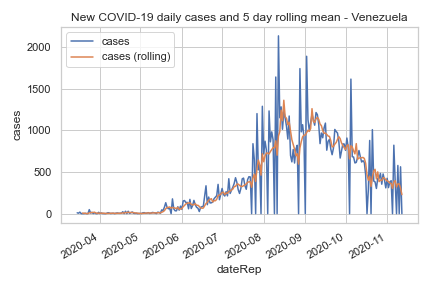 New COVID-19 daily cases and 5 day rolling mean - Venezuela
cases
cases (rolling)
2000
1500
1000
500
0
cases
2020-04
2020-05
2020-06
2020-07
2020-08
2020-09
2020-10
2020-11
dateRep